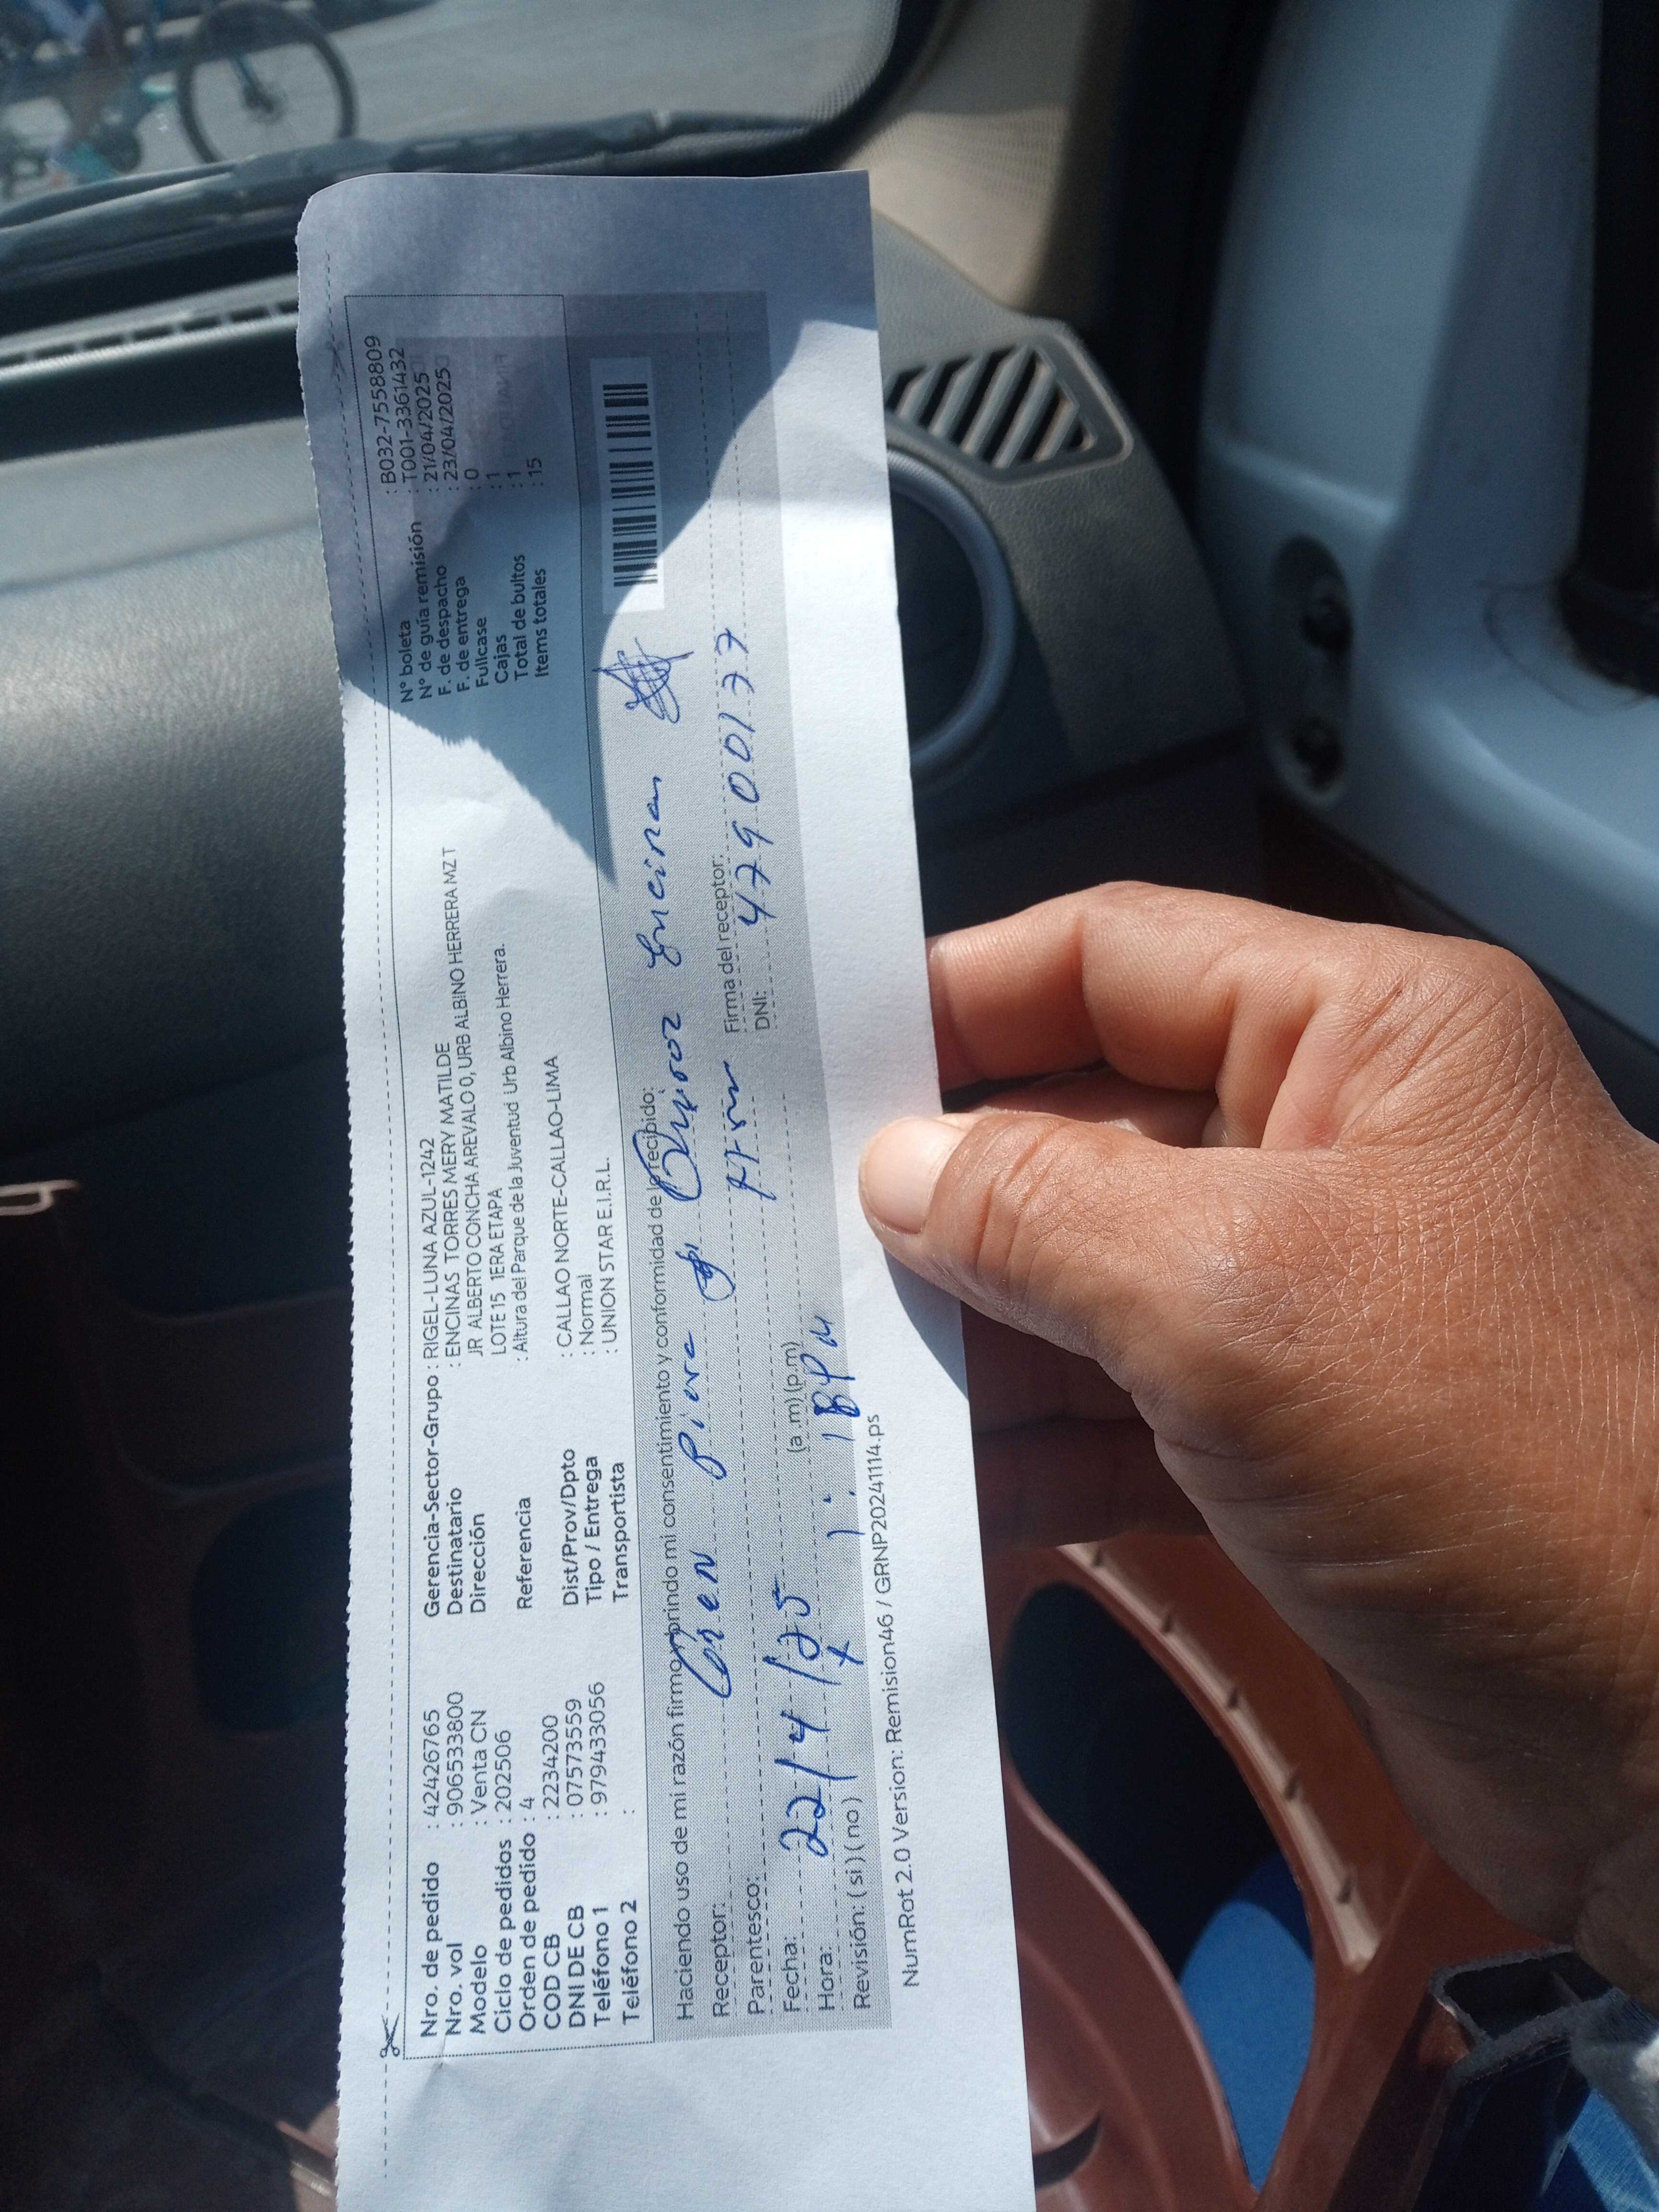 Nro. de pedido : 42426765
Nro. vol : 906533800
Modelo : Venta CN
Ciclo de pedidos : 202506
Orden de pedido : 4
COD CB : 2234200
DNI DE CB : 07573559
Teléfono 1 : 979433056
Teléfono 2 :
Gerencia-Sector-Grupo : RIGEL-LUNA AZUL-1242
Destinatario : ENCINAS TORRES MERY MATILDE
Dirección JR ALBERTO CONCHA AREVALO 0, URB ALBINO HERRERA MZ T
LOTE 15 1ERA ETAPA
Referencia : Altura del Parque de la Juventud Urb Albino Herrera.
Dist/Prov/Dpto : CALLAO NORTE-CALLAO-LIMA
Tipo / Entrega : Normal
Transportista : UNION STAR E.I.R.L.
N° boleta : B032-7558809
N° de guía remisión : T001-3361432
F. de despacho : 21/04/2025
F. de entrega : 23/04/2025
Fullcase : 0
Cajas : 1
Total de bultos : 1
Items totales : 15
Haciendo uso de mi razón firmo brindo mi consentimiento y conformidad de lo recibido:
Receptor: Encinas
Parentesco: Firma del receptor:
Fecha: 22/4/25 DNI: 47900177
Hora: (a .m) (p.m) 1:18PM
Revisión: ( si ) ( no ) x
NumRot 2.0 Version: Remision46 / GRNP20241114.ps